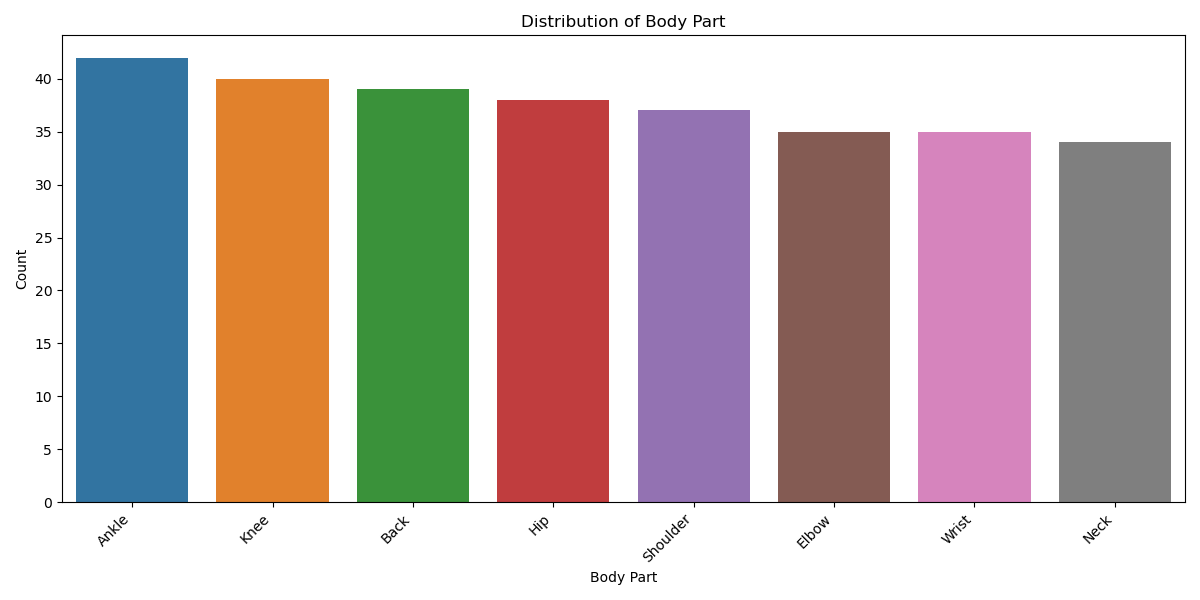 Distribution of Body Part
Count
40
35
30
25
20
15
10
5
0
Ankle
Knee
Back
Hip
Shoulder
Elbow
Wrist
Neck
Body Part